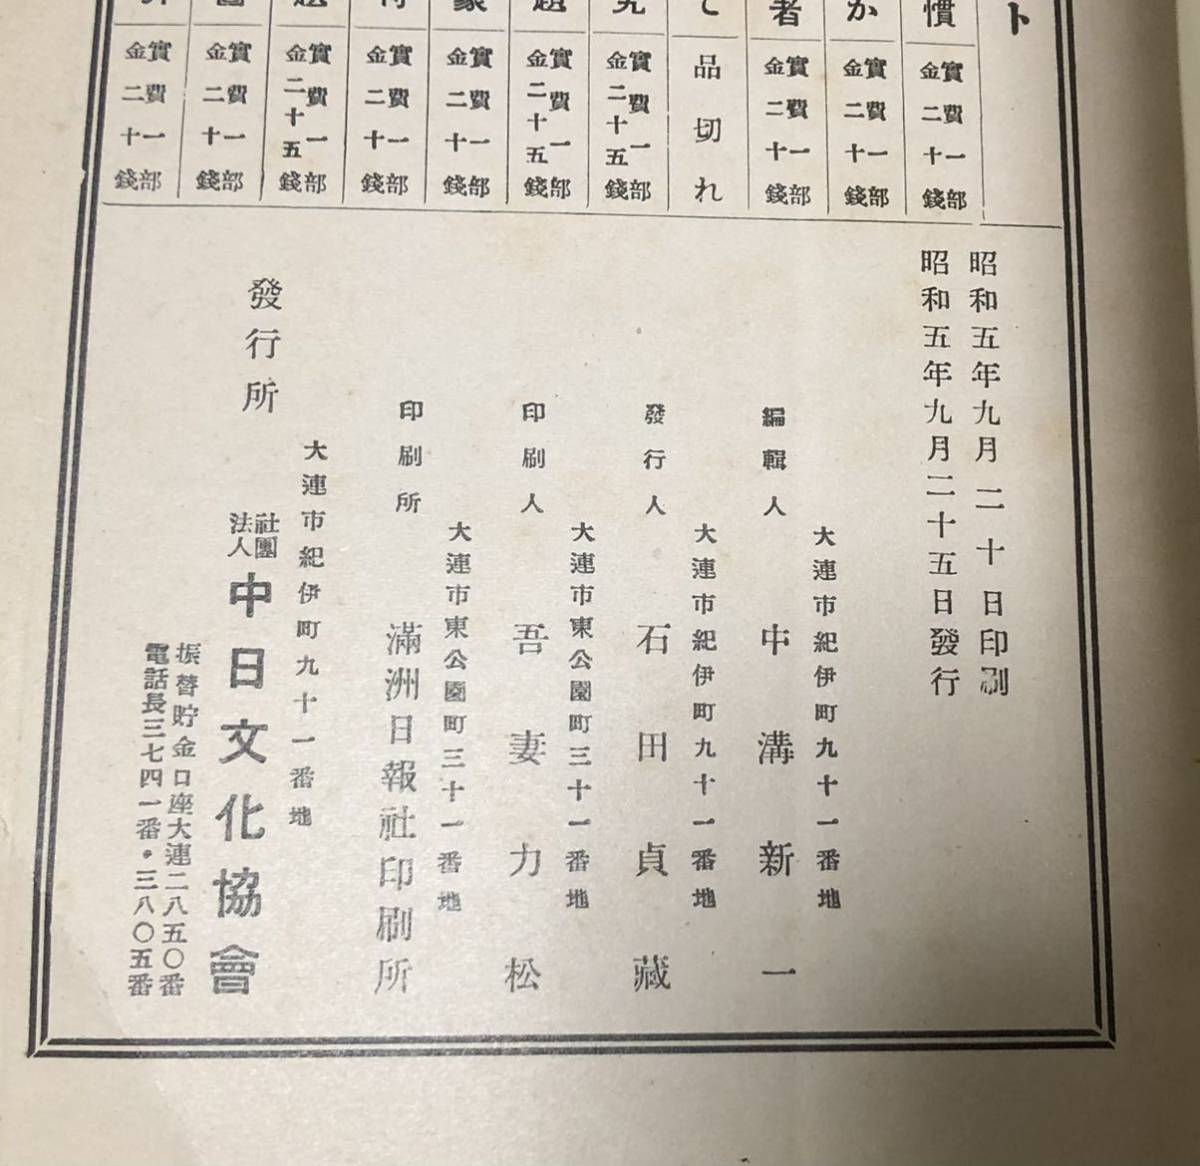 ト
慣 實費一部 金二十錢
か 實費一部 金二十錢
者 實費一部 金二十錢
て 品切れ
究 實費一部 金二十五錢
題 實費一部 金二十五錢
實費一部 金二十錢
實費一部 金二十錢
題 實費一部 金二十五錢
實費一部 金二十錢
實費一部 金二十錢
昭和五年九月二十日印刷
昭和五年九月二十五日發行
大連市紀伊町九十一番地
編輯人 中溝新一
大連市紀伊町九十一番地
發行人 石田貞藏
大連市東公園町三十一番地
印刷人 吾妻力松
大連市東公園町三十一番地
印刷所 滿洲日報社印刷所
大連市紀伊町九十一番地
發行所 社團法人 中日文化協會
振替貯金口座大連二八五〇番
電話長三七四一番・三八〇五番